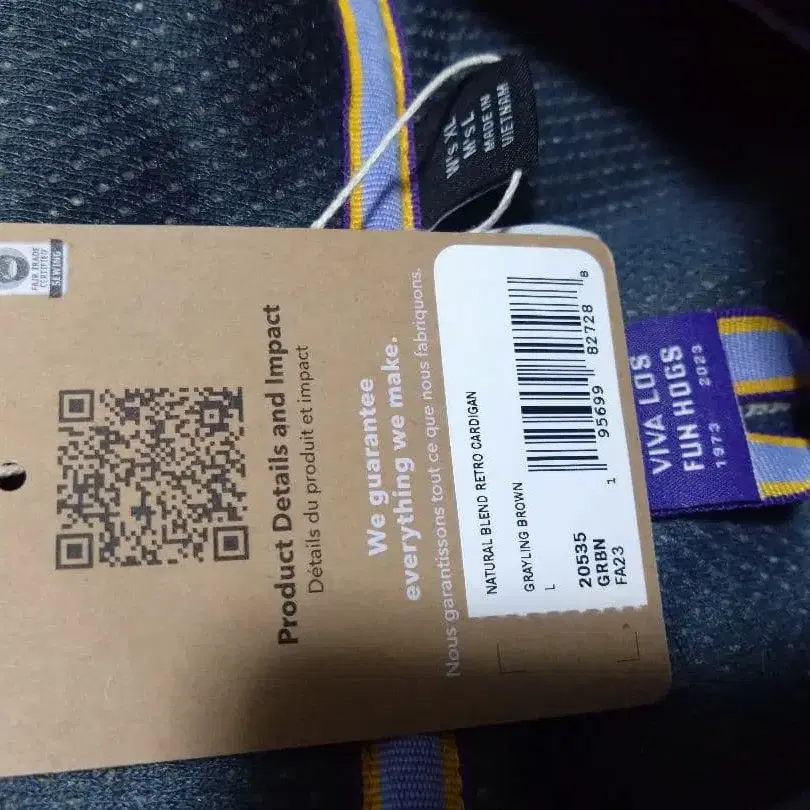 W'S XL
M'S L
MADE IN
VIETNAM
FAIR TRADE
CERTIFIED
SEWING
Product Details and Impact
Détails du produit et impact
We guarantee
everything we make.
Nous garantissons tout ce que nous fabriquons.
NATURAL BLEND RETRO CARDIGAN
GRAYLING BROWN
L
1 95699 82728 8
20535
GRBN
FA23
VIVA LOS
FUN HOGS
1973 2023